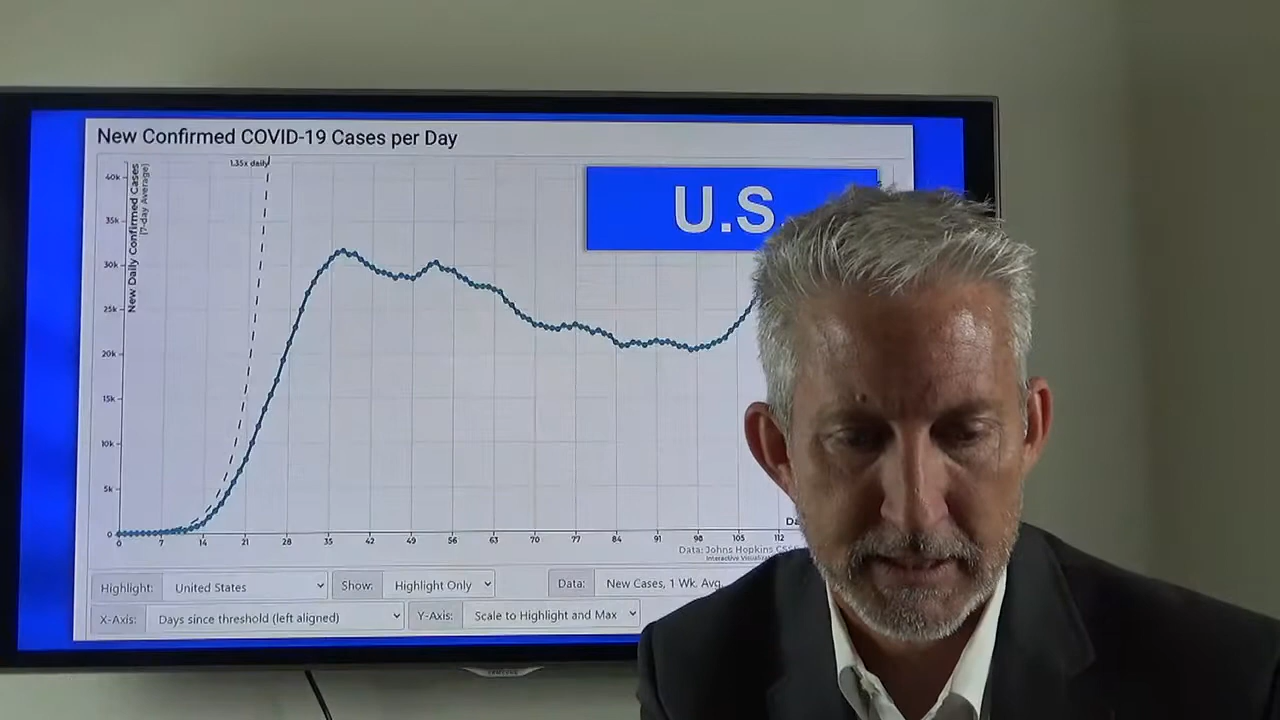 New Confirmed COVID-19 Cases per Day
U.S.
1.35x daily
New Daily Confirmed Cases
(7-day Average)
40k
35k
30k
25k
20k
15k
10k
5k
0
0 7 14 21 28 35 42 49 56 63 70 77 84 91 98 105 112
Data: Johns Hopkins
Highlight: United States Show: Highlight Only Data: New Cases, 1 Wk. Avg.
X-Axis: Days since threshold (left aligned) Y-Axis: Scale to Highlight and Max
SAMSUNG